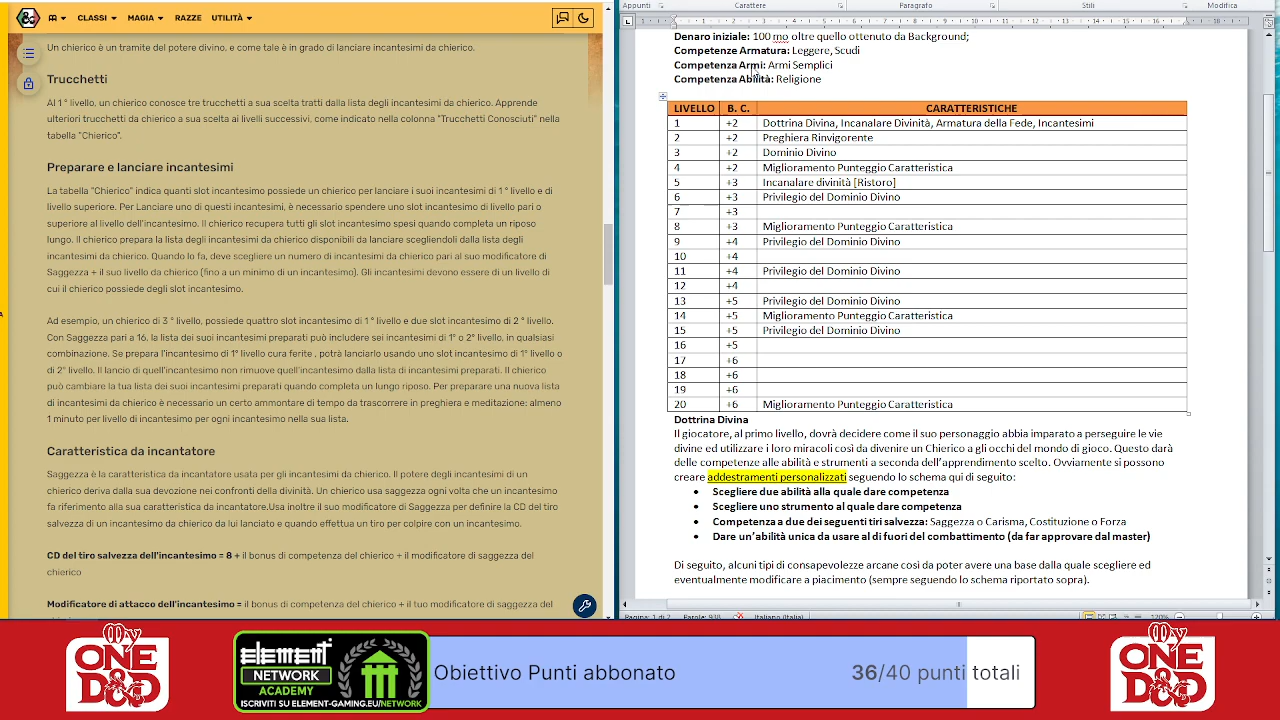 CLASSI
MAGIA
RAZZE
UTILITÀ
Un chierico è un tramite del potere divino, e come tale è in grado di lanciare incantesimi da chierico.
Trucchetti
Al 1 ° livello, un chierico conosce tre trucchetti a sua scelta tratti dalla lista degli incantesimi da chierico. Apprende
ulteriori trucchetti da chierico a sua scelta ai livelli successivi, come indicato nella colonna "Trucchetti Conosciuti" nella
tabella "Chierico".
Preparare e lanciare incantesimi
La tabella "Chierico" indica quanti slot incantesimo possiede un chierico per lanciare i suoi incantesimi di 1 ° livello e di
livello superiore. Per Lanciare uno di questi incantesimi, è necessario spendere uno slot incantesimo di livello pari o
superiore al livello dell'incantesimo. Il chierico recupera tutti gli slot incantesimo spesi quando completa un riposo
lungo. Il chierico prepara la lista degli incantesimi da chierico disponibili da lanciare scegliendoli dalla lista degli
incantesimi da chierico. Quando lo fa, deve scegliere un numero di incantesimi da chierico pari al suo modificatore di
Saggezza + il suo livello da chierico (fino a un minimo di un incantesimo). Gli incantesimi devono essere di un livello di
cui il chierico possiede degli slot incantesimo.
Ad esempio, un chierico di 3 ° livello, possiede quattro slot incantesimo di 1 ° livello e due slot incantesimo di 2 ° livello.
Con Saggezza pari a 16, la lista dei suoi incantesimi preparati può includere sei incantesimi di 1° o 2° livello, in qualsiasi
combinazione. Se prepara l'incantesimo di 1° livello cura ferite , potrà lanciarlo usando uno slot incantesimo di 1° livello o
di 2° livello. Il lancio di quell'incantesimo non rimuove quell'incantesimo dalla lista di incantesimi preparati. Il chierico
può cambiare la tua lista dei suoi incantesimi preparati quando completa un lungo riposo. Per preparare una nuova lista
di incantesimi da chierico è necessario un certo ammontare di tempo da trascorrere in preghiera e meditazione; almeno
1 minuto per livello di incantesimo per ogni incantesimo nella sua lista.
Caratteristica da incantatore
Saggezza è la caratteristica da incantatore usata per gli incantesimi da chierico. Il potere degli incantesimi di un
chierico deriva dalla sua devozione nei confronti della divinità. Un chierico usa saggezza ogni volta che un incantesimo
fa riferimento alla sua caratteristica da incantatore.Usa inoltre il suo modificatore di Saggezza per definire la CD del tiro
salvezza di un incantesimo da chierico da lui lanciato e quando effettua un tiro per colpire con un incantesimo.
CD del tiro salvezza dell'incantesimo = 8 + il bonus di competenza del chierico + il modificatore di saggezza del
chierico
Modificatore di attacco dell'incantesimo = il bonus di competenza del chierico + il tuo modificatore di saggezza del
Appunti Carattere Paragrafo Stili Modifica
Denaro iniziale: 100 mo oltre quello ottenuto da Background;
Competenze Armatura: Leggere, Scudi
Competenza Armi: Armi Semplici
Competenza Abilità: Religione
LIVELLO B. C. CARATTERISTICHE
1 +2 Dottrina Divina, Incanalare Divinità, Armatura della Fede, Incantesimi
2 +2 Preghiera Rinvigorente
3 +2 Dominio Divino
4 +2 Miglioramento Punteggio Caratteristica
5 +3 Incanalare divinità [Ristoro]
6 +3 Privilegio del Dominio Divino
7 +3
8 +3 Miglioramento Punteggio Caratteristica
9 +4 Privilegio del Dominio Divino
10 +4
11 +4 Privilegio del Dominio Divino
12 +4
13 +5 Privilegio del Dominio Divino
14 +5 Miglioramento Punteggio Caratteristica
15 +5 Privilegio del Dominio Divino
16 +5
17 +6
18 +6
19 +6
20 +6 Miglioramento Punteggio Caratteristica
Dottrina Divina
Il giocatore, al primo livello, dovrà decidere come il suo personaggio abbia imparato a perseguire le vie
divine ed utilizzare i loro miracoli così da divenire un Chierico a gli occhi del mondo di gioco. Questo darà
delle competenze alle abilità e strumenti a seconda dell'apprendimento scelto. Ovviamente si possono
creare addestramenti personalizzati seguendo lo schema qui di seguito:
• Scegliere due abilità alla quale dare competenza
• Scegliere uno strumento al quale dare competenza
• Competenza a due dei seguenti tiri salvezza: Saggezza o Carisma, Costituzione o Forza
• Dare un'abilità unica da usare al di fuori del combattimento (da far approvare dal master)
Di seguito, alcuni tipi di consapevolezze arcane così da poter avere una base dalla quale scegliere ed
eventualmente modificare a piacimento (sempre seguendo lo schema riportato sopra).
Pagina: 1 di 2 Parole: 938 Italiano (Italia) 120%
My ONE D&D
element
NETWORK
ACADEMY
ISCRIVITI SU ELEMENT-GAMING.EU/NETWORK
Obiettivo Punti abbonato 36/40 punti totali
My ONE D&D